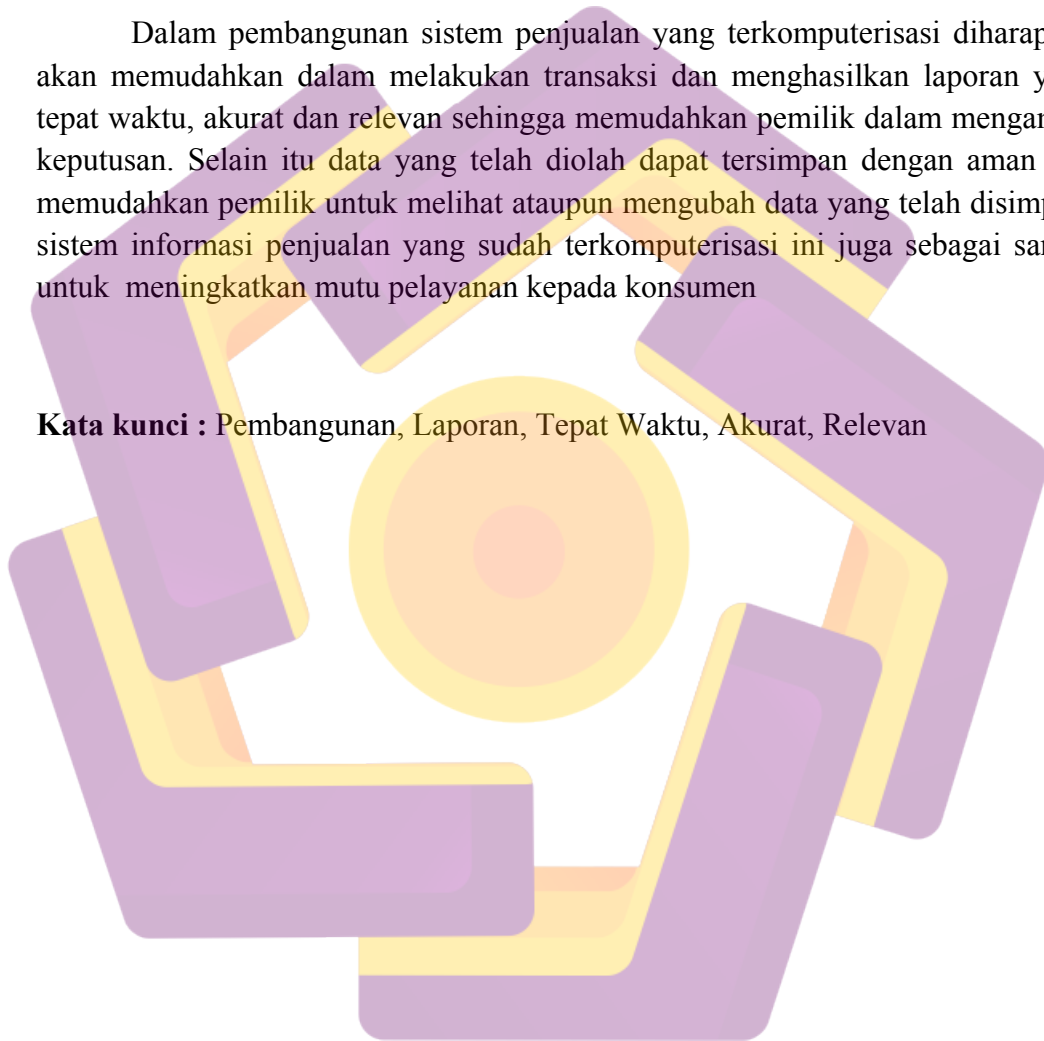 Dalam pembangunan sistem penjualan yang terkomputerisasi diharap
akan memudahkan dalam melakukan transaksi dan menghasilkan laporan y
tepat waktu, akurat dan relevan sehingga memudahkan pemilik dalam mengam
keputusan. Selain itu data yang telah diolah dapat tersimpan dengan aman
memudahkan pemilik untuk melihat ataupun mengubah data yang telah disimp
sistem informasi penjualan yang sudah terkomputerisasi ini juga sebagai sar
untuk meningkatkan mutu pelayanan kepada konsumen
Kata kunci : Pembangunan, Laporan, Tepat Waktu, Akurat, Relevan